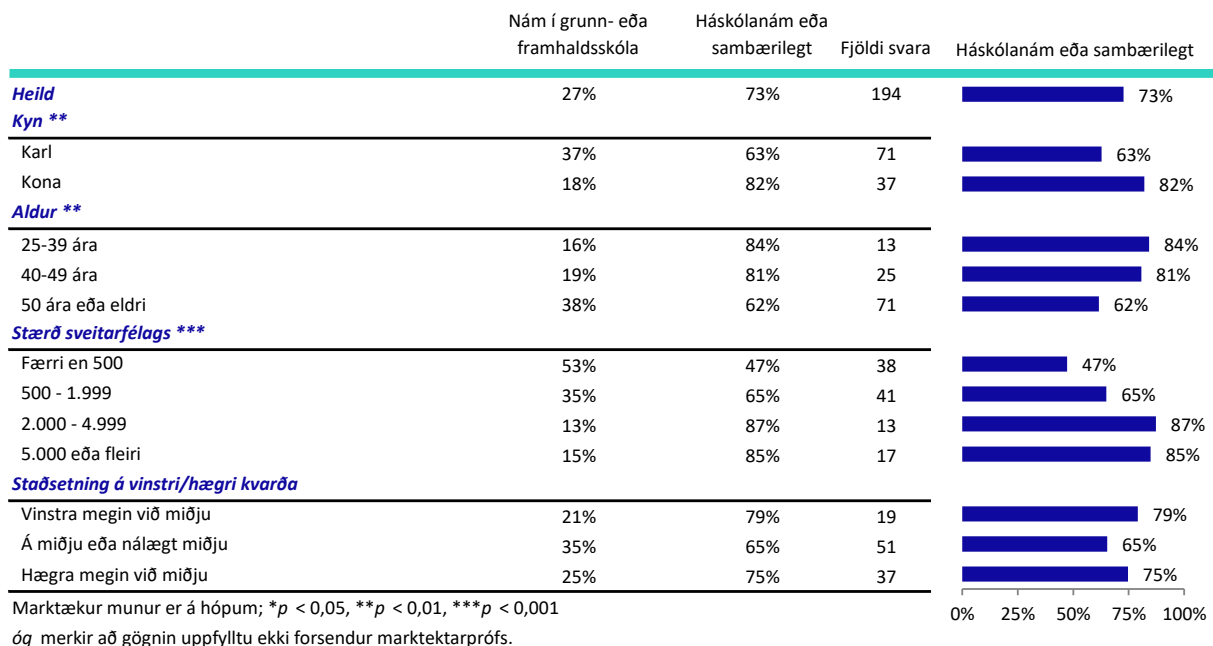 Nám í grunn- eða framhaldsskóla Háskólanám eða sambærilegt Fjöldi svara Háskólanám eða sambærilegt
Heild 27% 73% 194 73%
Kyn **
Karl 37% 63% 71 63%
Kona 18% 82% 37 82%
Aldur **
25-39 ára 16% 84% 13 84%
40-49 ára 19% 81% 25 81%
50 ára eða eldri 38% 62% 71 62%
Stærð sveitarfélags ***
Færri en 500 53% 47% 38 47%
500 - 1.999 35% 65% 41 65%
2.000 - 4.999 13% 87% 13 87%
5.000 eða fleiri 15% 85% 17 85%
Staðsetning á vinstri/hægri kvarða
Vinstra megin við miðju 21% 79% 19 79%
Á miðju eða nálægt miðju 35% 65% 51 65%
Hægra megin við miðju 25% 75% 37 75%
Marktækur munur er á hópum; *p < 0,05, **p < 0,01, ***p < 0,001
0% 25% 50% 75% 100%
óg merkir að gögnin uppfylltu ekki forsendur marktektarprófs.